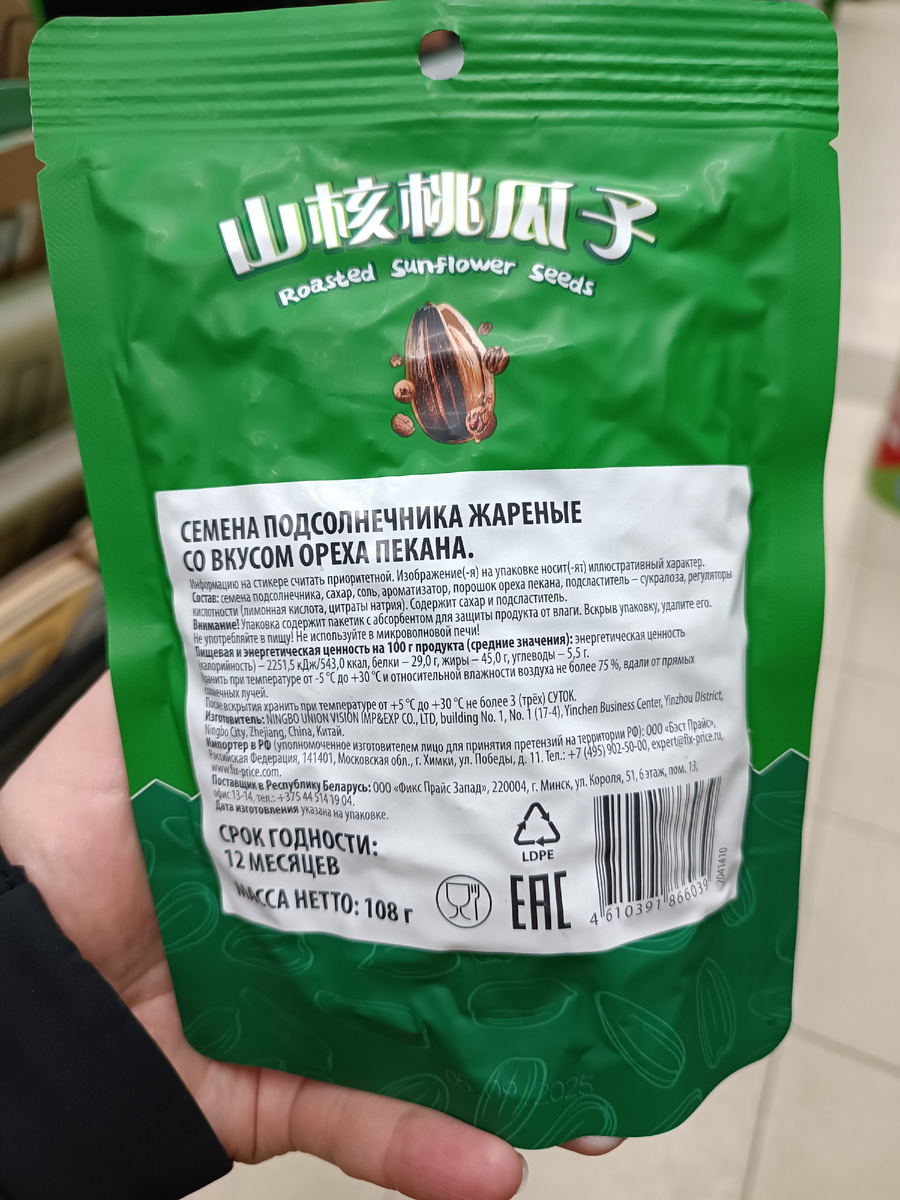 山核桃瓜子
Roasted Sunflower Seeds
СЕМЕНА ПОДСОЛНЕЧНИКА ЖАРЕНЫЕ
СО ВКУСОМ ОРЕХА ПЕКАНА.
Информацию на стикере считать приоритетной. Изображение(-я) на упаковке носит(-ят) иллюстративный характер.
Состав: семена подсолнечника, сахар, соль, ароматизатор, порошок ореха пекана, подсластитель – сукралоза, регуляторы
кислотности (лимонная кислота, цитраты натрия). Содержит сахар и подсластитель.
Внимание! Упаковка содержит пакетик с абсорбентом для защиты продукта от влаги. Вскрыв упаковку, удалите его.
Не употребляйте в пищу! Не используйте в микроволновой печи!
Пищевая и энергетическая ценность на 100 г продукта (средние значения): энергетическая ценность
(калорийность) – 2251,5 кДж/543,0 ккал, белки – 29,0 г, жиры – 45,0 г, углеводы – 5,5 г.
Хранить при температуре от -5 °С до +30 °С и относительной влажности воздуха не более 75 %, вдали от прямых
солнечных лучей.
После вскрытия хранить при температуре от +5 °С до +30 °С не более 3 (трёх) СУТОК.
Изготовитель: NINGBO UNION VISION IMP&EXP CO., LTD, building No. 1, No. 1 (17-4), Yinchen Business Center, Yinzhou District,
Ningbo City, Zhejiang, China, Китай.
Импортер в РФ (уполномоченное изготовителем лицо для принятия претензий на территории РФ): ООО «Бэст Прайс»,
Российская Федерация, 141401, Московская обл., г. Химки, ул. Победы, д. 11. Тел.: +7 (495) 902-50-00, expert@fix-price.ru,
www.fix-price.com.
Поставщик в Республику Беларусь: ООО «Фикс Прайс Запад», 220004, г. Минск, ул. Короля, 51, 6 этаж, пом. 13,
офис 13-14, тел.: +375 44 514 19 04.
Дата изготовления указана на упаковке.
СРОК ГОДНОСТИ:
12 МЕСЯЦЕВ
МАССА НЕТТО: 108 г
LDPE
EAC
4 610391 866039
2041410